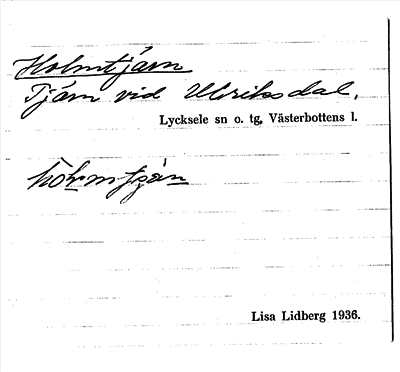 Holmtjärn
Tjärn vid Ulriksdal.
Lycksele sn o. tg, Västerbottens l.
Lisa Lidberg 1936.